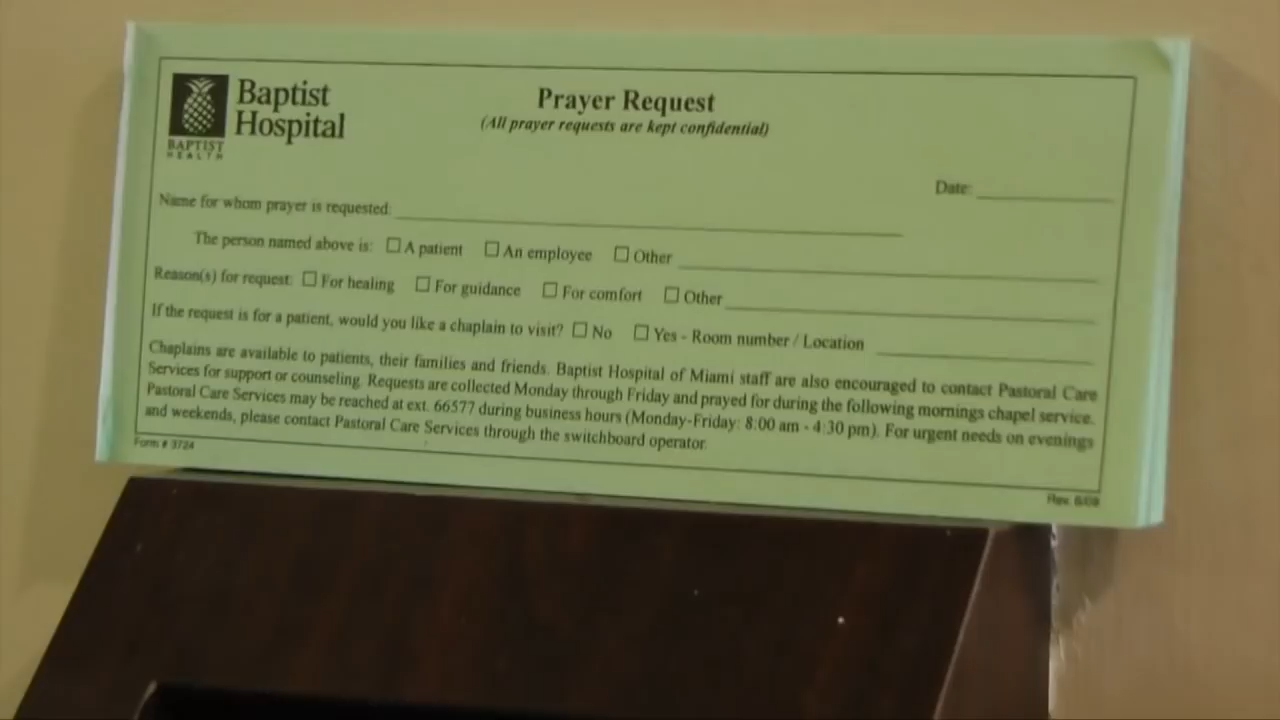 Baptist
Hospital
BAPTIST
HEALTH
Prayer Request
(All prayer requests are kept confidential)
Date:
Name for whom prayer is requested:
The person named above is: ☐ A patient ☐ An employee ☐ Other
Reason(s) for request: ☐ For healing ☐ For guidance ☐ For comfort ☐ Other
If the request is for a patient, would you like a chaplain to visit? ☐ No ☐ Yes - Room number / Location
Chaplains are available to patients, their families and friends. Baptist Hospital of Miami staff are also encouraged to contact Pastoral Care
Services for support or counseling. Requests are collected Monday through Friday and prayed for during the following mornings chapel service.
Pastoral Care Services may be reached at ext. 66577 during business hours (Monday-Friday: 8:00 am - 4:30 pm). For urgent needs on evenings
and weekends, please contact Pastoral Care Services through the switchboard operator.
Form # 3724
Rev. 6/09